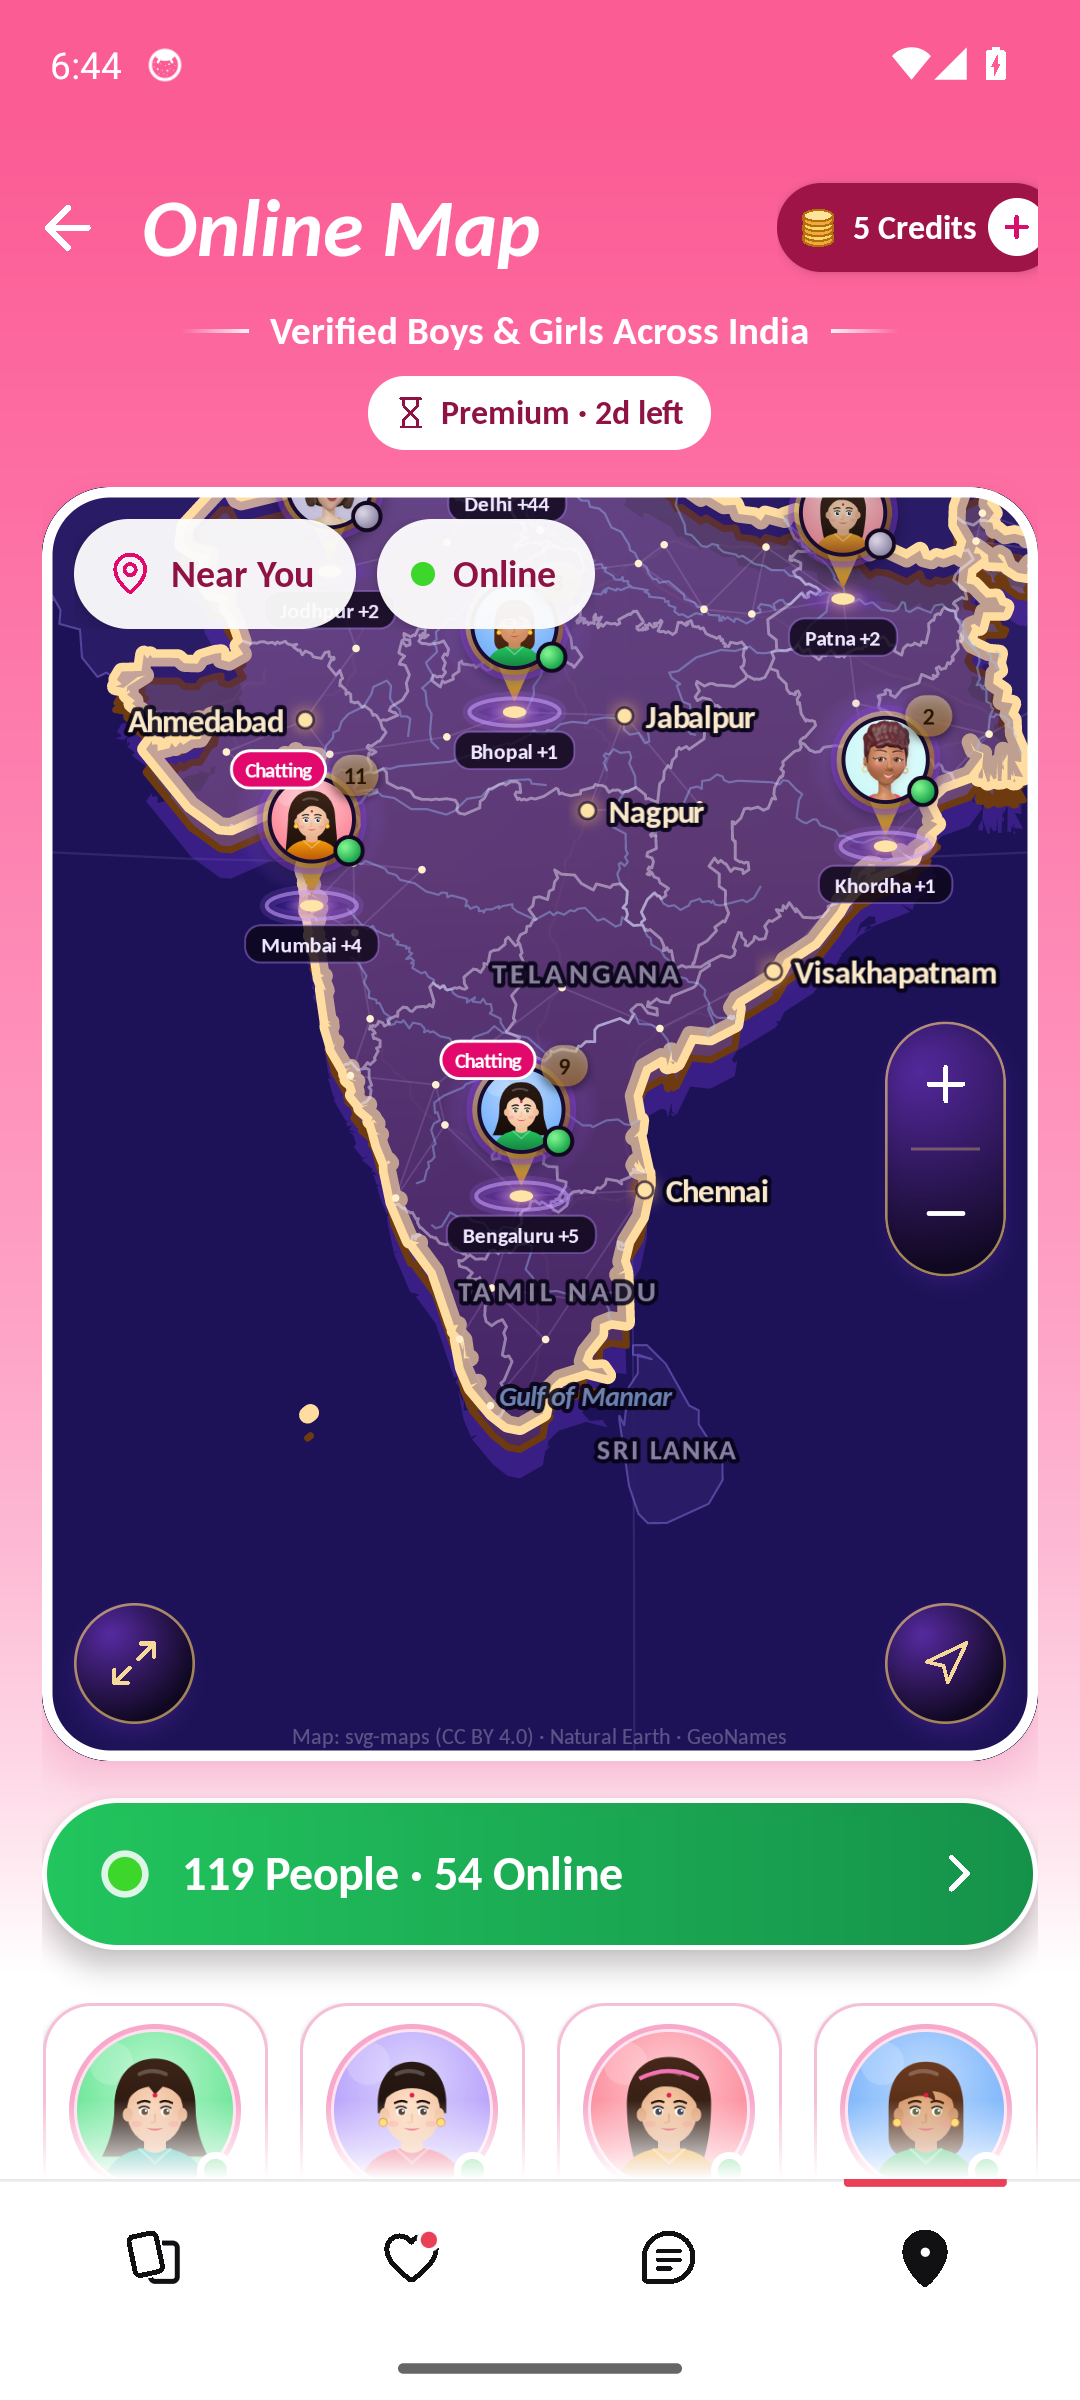 6:44
Online Map
5 Credits
Verified Boys & Girls Across India
Premium · 2d left
Delhi +44
Near You
Online
Jodhpur +2
Patna +2
Ahmedabad
Jabalpur
2
Bhopal +1
Chatting
11
Nagpur
Khordha +1
Mumbai +4
TELANGANA
Visakhapatnam
Chatting
9
Chennai
Bengaluru +5
TAMIL NADU
Gulf of Mannar
SRI LANKA
Map: svg-maps (CC BY 4.0) · Natural Earth · GeoNames
119 People · 54 Online